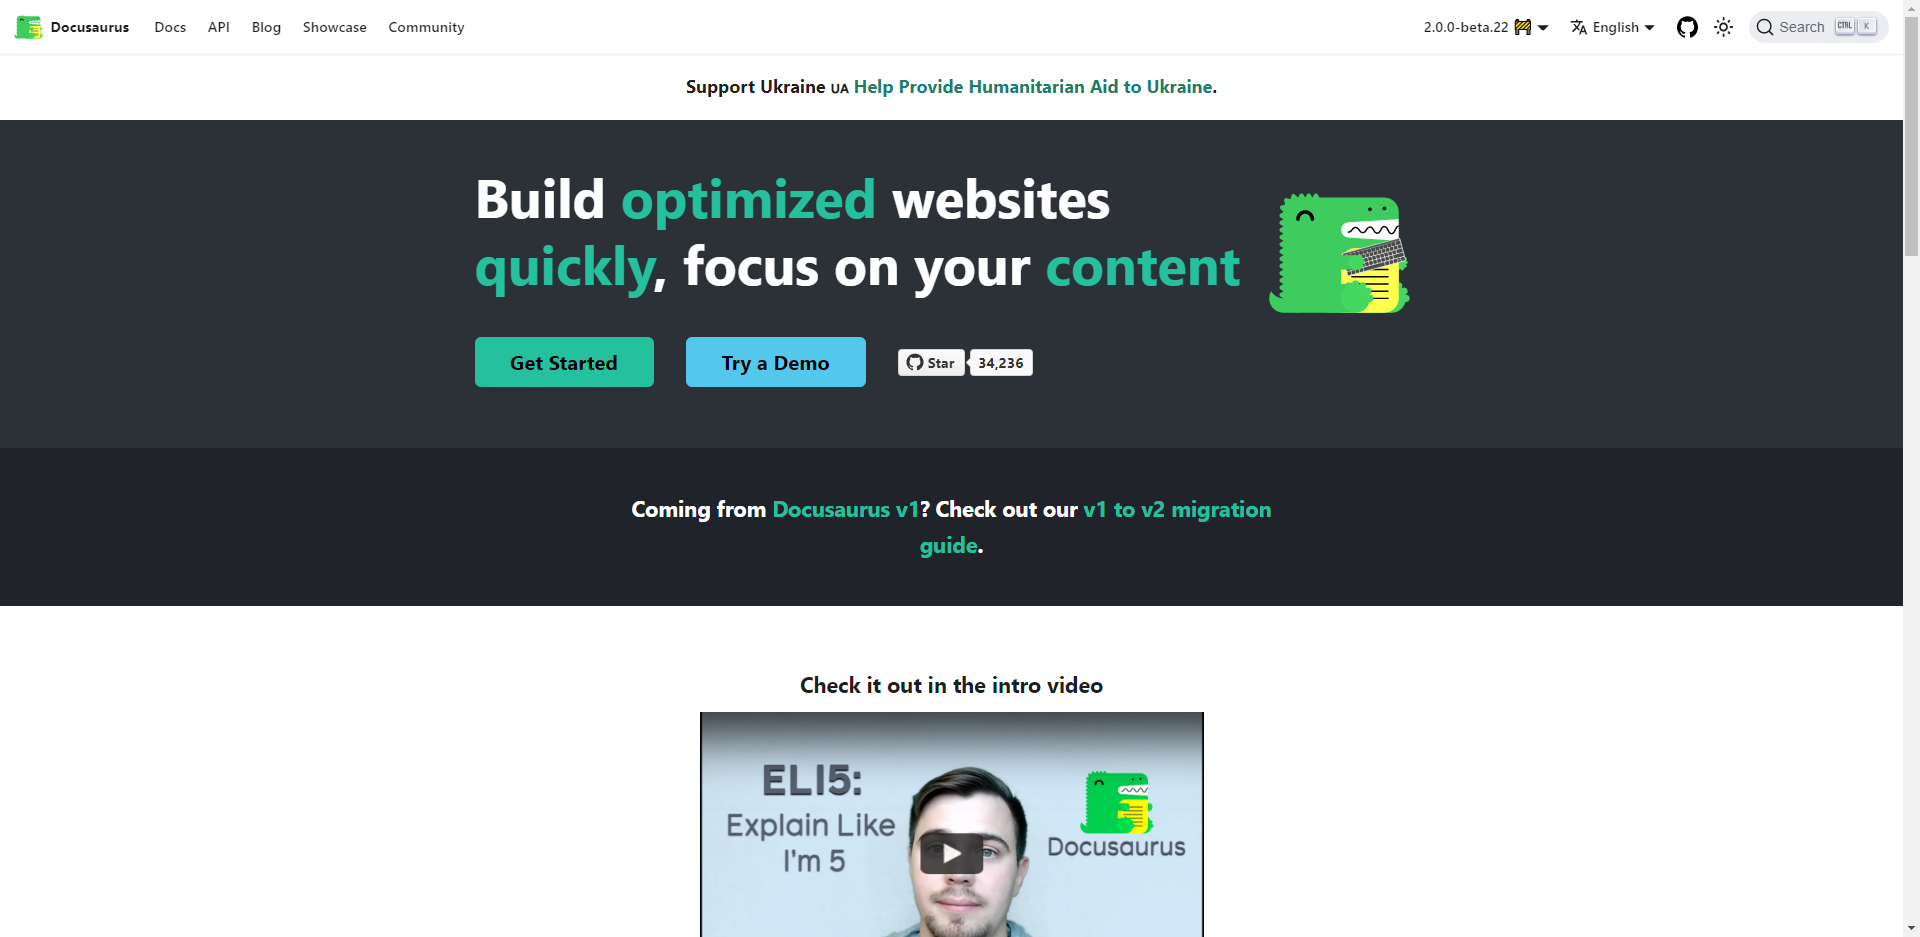 Docusaurus Docs API Blog Showcase Community 2.0.0-beta.22 English Search CTRL K
Support Ukraine UA Help Provide Humanitarian Aid to Ukraine.
Build optimized websites
quickly, focus on your content
Get Started Try a Demo Star 34,236
Coming from Docusaurus v1? Check out our v1 to v2 migration
guide.
Check it out in the intro video
ELI5:
Explain Like
I'm 5
Docusaurus